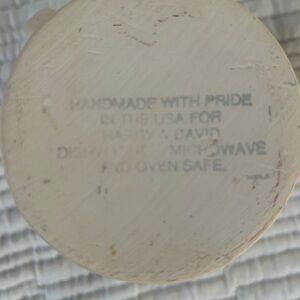 HANDMADE WITH PRIDE
IN THE USA FOR
HARRY & DAVID
MICROWAVE
AND OVEN SAFE.